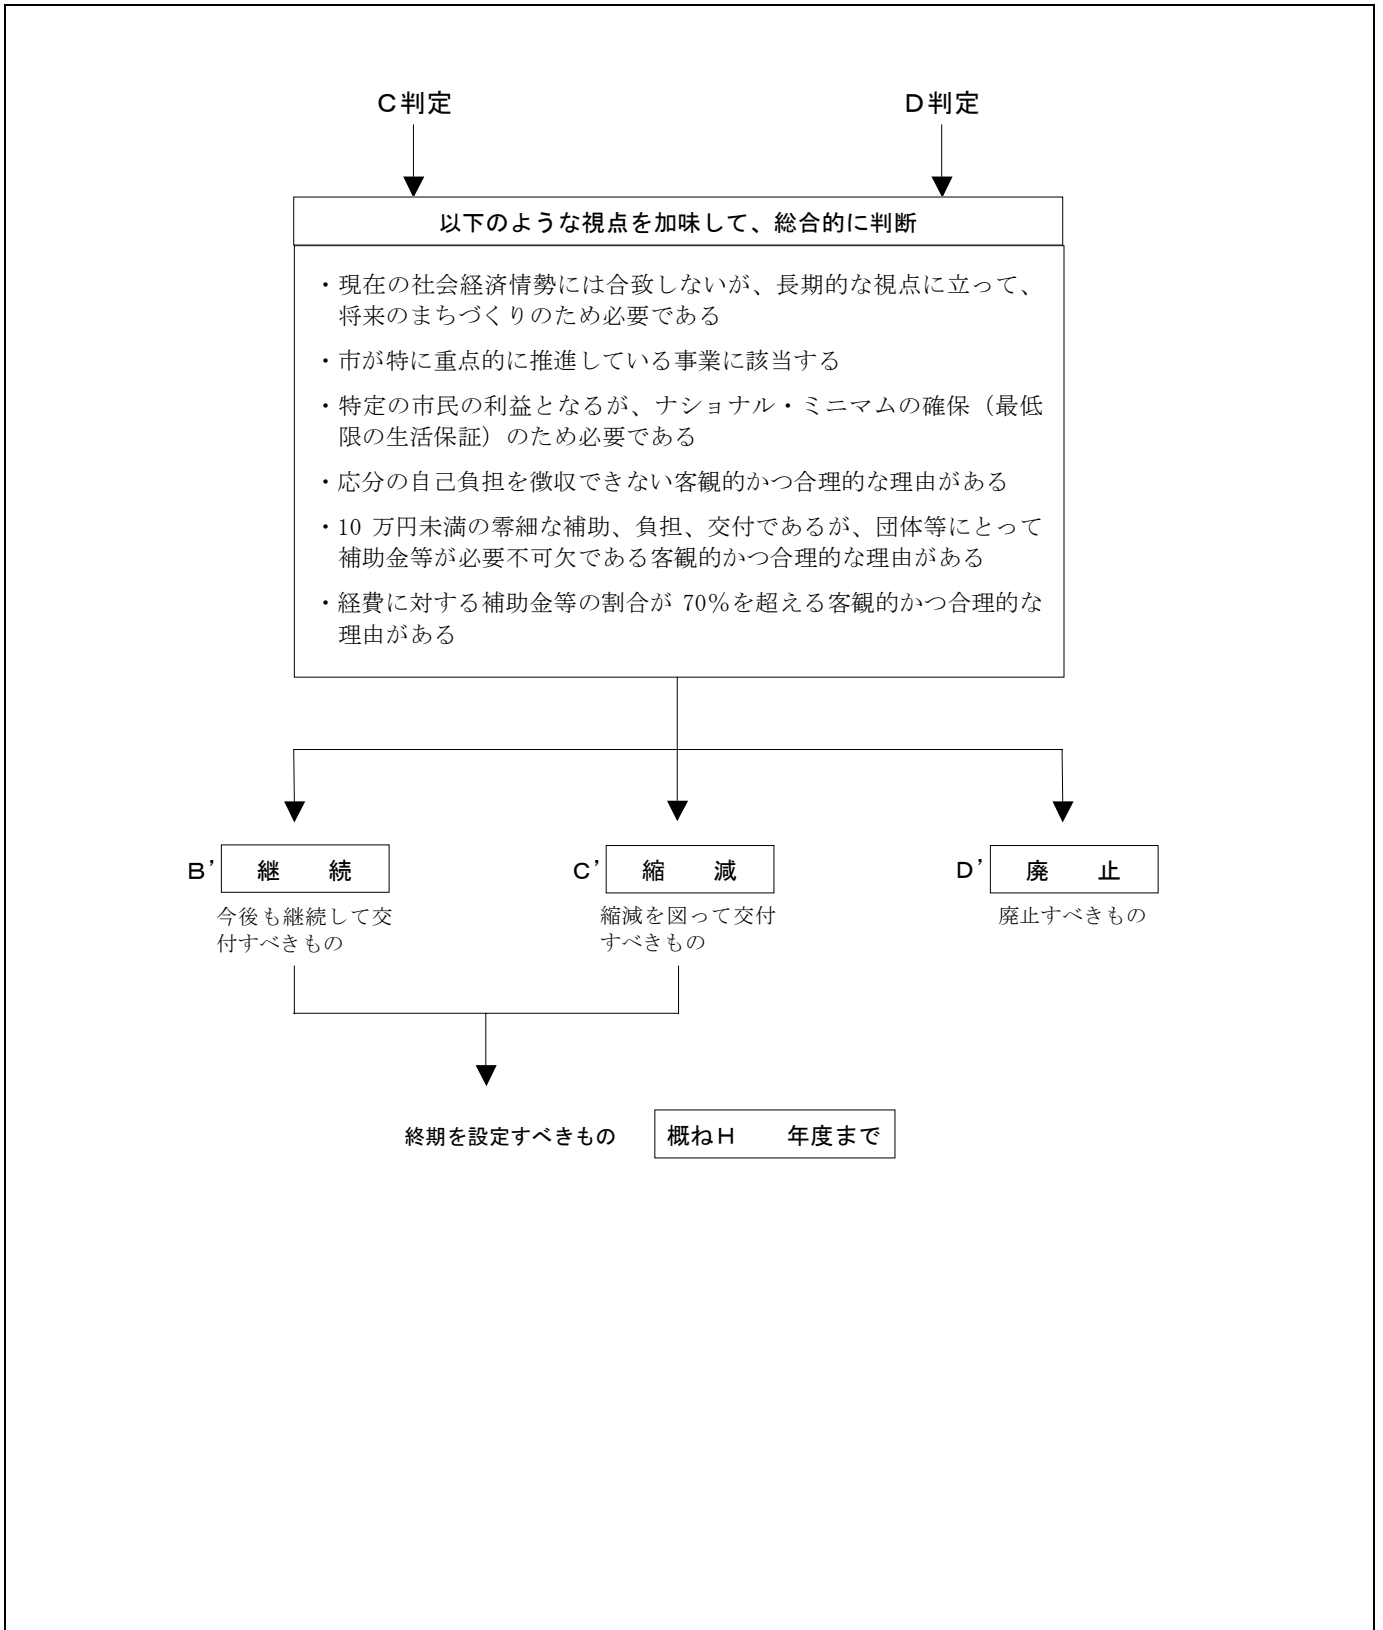 C判定
D判定
以下のような視点を加味して、総合的に判断
・現在の社会経済情勢には合致しないが、長期的な視点に立って、
将来のまちづくりのため必要である
・市が特に重点的に推進している事業に該当する
・特定の市民の利益となるが、ナショナル・ミニマムの確保（最低
限の生活保証）のため必要である
・応分の自己負担を徴収できない客観的かつ合理的な理由がある
・10 万円未満の零細な補助、負担、交付であるが、団体等にとって
補助金等が必要不可欠である客観的かつ合理的な理由がある
・経費に対する補助金等の割合が 70％を超える客観的かつ合理的な
理由がある
B’ 継　続
今後も継続して交
付すべきもの
C’ 縮　減
縮減を図って交付
すべきもの
D’ 廃　止
廃止すべきもの
終期を設定すべきもの 概ねH　　年度まで